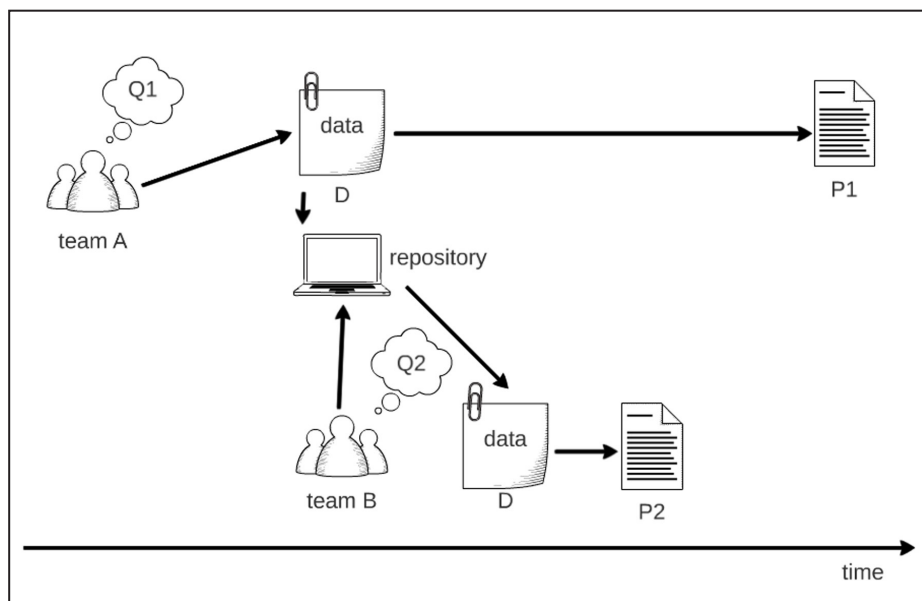 Q1
data
D
P1
team A
repository
Q2
data
D
team B
P2
time